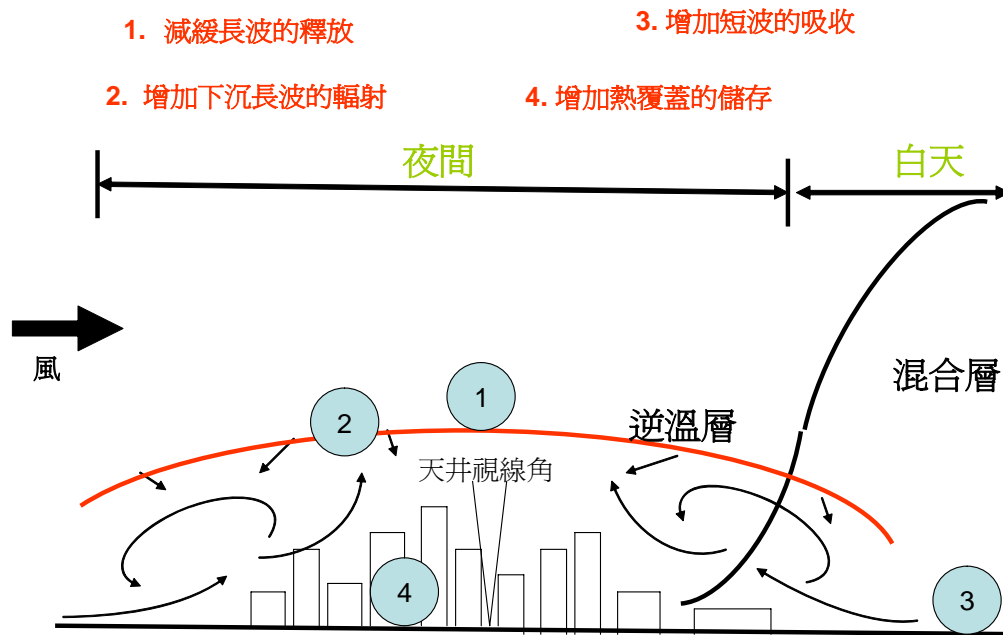 1. 減緩長波的釋放
3. 增加短波的吸收
2. 增加下沉長波的輻射
4. 增加熱覆蓋的儲存
夜間
白天
風
混合層
1
2
逆溫層
天井視線角
4
3